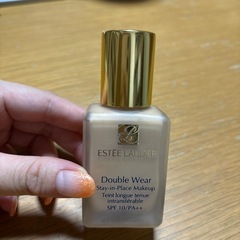 ESTĒE LAUDER
Double Wear
Stay-in-Place Makeup
Teint longue tenue
intransférable
SPF 10/PA++